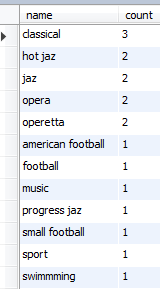 name count
classical 3
hot jaz 2
jaz 2
opera 2
operetta 2
american football 1
football 1
music 1
progress jaz 1
small football 1
sport 1
swimmming 1